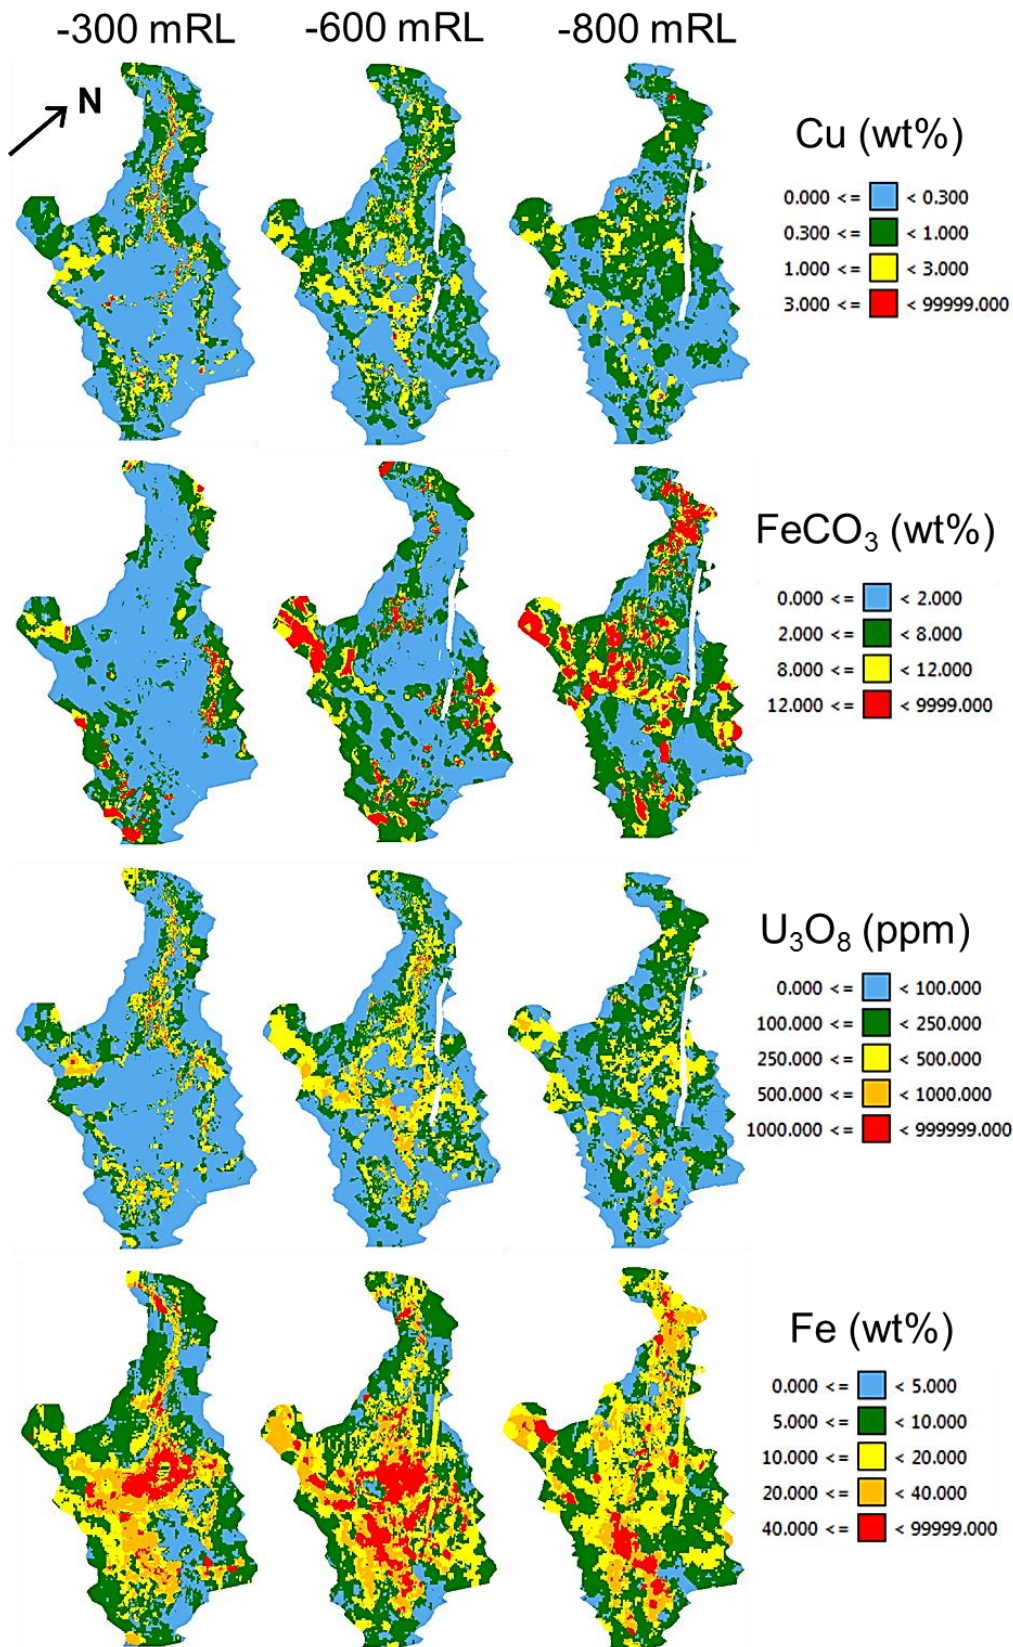 -300 mRL -600 mRL -800 mRL
N
Cu (wt%)
0.000 <= < 0.300
0.300 <= < 1.000
1.000 <= < 3.000
3.000 <= < 99999.000
FeCO₃ (wt%)
0.000 <= < 2.000
2.000 <= < 8.000
8.000 <= < 12.000
12.000 <= < 9999.000
U₃O₈ (ppm)
0.000 <= < 100.000
100.000 <= < 250.000
250.000 <= < 500.000
500.000 <= < 1000.000
1000.000 <= < 999999.000
Fe (wt%)
0.000 <= < 5.000
5.000 <= < 10.000
10.000 <= < 20.000
20.000 <= < 40.000
40.000 <= < 99999.000